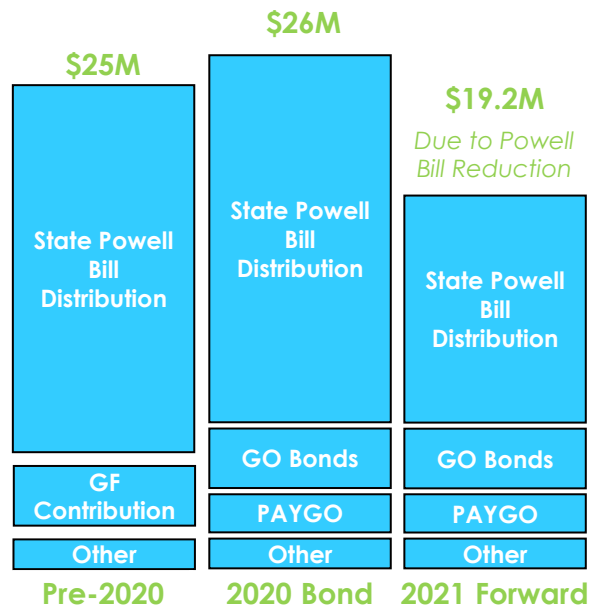 $25M
State Powell
Bill
Distribution
GF
Contribution
Other
Pre-2020
$26M
State Powell
Bill
Distribution
GO Bonds
PAYGO
Other
2020 Bond
$19.2M
Due to Powell
Bill Reduction
State Powell
Bill
Distribution
GO Bonds
PAYGO
Other
2021 Forward